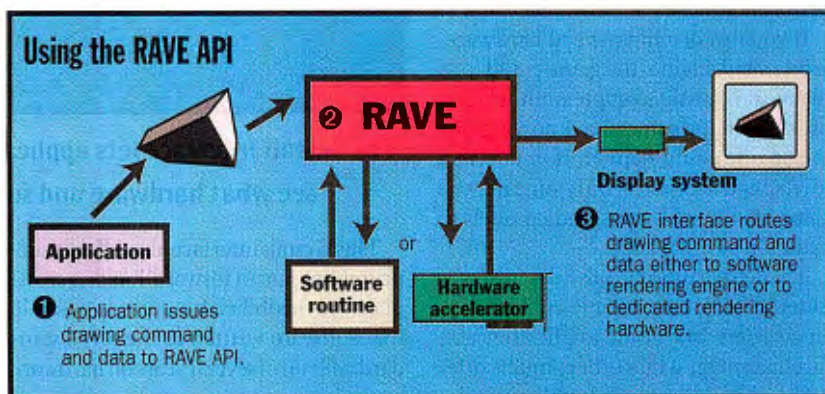 Using the RAVE API
❷ RAVE
Display system
Application
or
Software
routine
Hardware
accelerator
❶ Application issues
drawing command
and data to RAVE API.
❸ RAVE interface routes
drawing command and
data either to software
rendering engine or to
dedicated rendering
hardware.